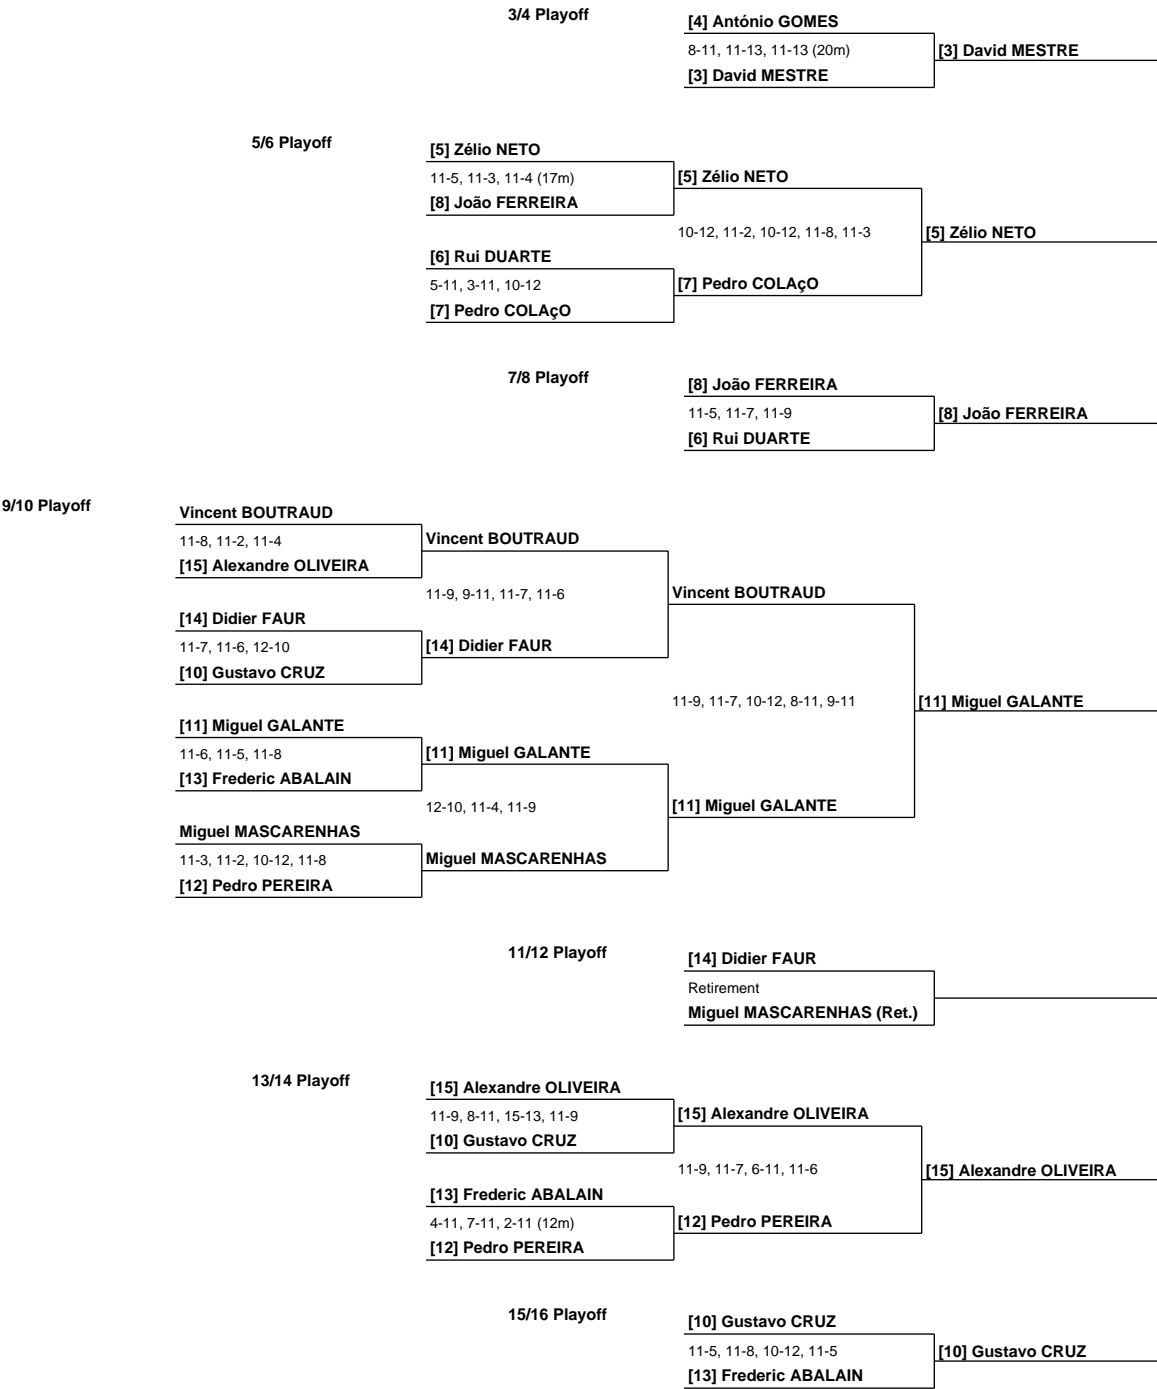 3/4 Playoff
[4] António GOMES
8-11, 11-13, 11-13 (20m)
[3] David MESTRE
[3] David MESTRE
5/6 Playoff
[5] Zélio NETO
11-5, 11-3, 11-4 (17m)
[5] Zélio NETO
[8] João FERREIRA
10-12, 11-2, 10-12, 11-8, 11-3
[5] Zélio NETO
[6] Rui DUARTE
5-11, 3-11, 10-12
[7] Pedro COLAçO
[7] Pedro COLAçO
7/8 Playoff
[8] João FERREIRA
11-5, 11-7, 11-9
[8] João FERREIRA
[6] Rui DUARTE
9/10 Playoff
Vincent BOUTRAUD
11-8, 11-2, 11-4
Vincent BOUTRAUD
[15] Alexandre OLIVEIRA
11-9, 9-11, 11-7, 11-6
Vincent BOUTRAUD
[14] Didier FAUR
11-7, 11-6, 12-10
[14] Didier FAUR
[10] Gustavo CRUZ
11-9, 11-7, 10-12, 8-11, 9-11
[11] Miguel GALANTE
[11] Miguel GALANTE
11-6, 11-5, 11-8
[11] Miguel GALANTE
[13] Frederic ABALAIN
12-10, 11-4, 11-9
[11] Miguel GALANTE
Miguel MASCARENHAS
11-3, 11-2, 10-12, 11-8
Miguel MASCARENHAS
[12] Pedro PEREIRA
11/12 Playoff
[14] Didier FAUR
Retirement
Miguel MASCARENHAS (Ret.)
13/14 Playoff
[15] Alexandre OLIVEIRA
11-9, 8-11, 15-13, 11-9
[15] Alexandre OLIVEIRA
[10] Gustavo CRUZ
11-9, 11-7, 6-11, 11-6
[15] Alexandre OLIVEIRA
[13] Frederic ABALAIN
4-11, 7-11, 2-11 (12m)
[12] Pedro PEREIRA
[12] Pedro PEREIRA
15/16 Playoff
[10] Gustavo CRUZ
11-5, 11-8, 10-12, 11-5
[10] Gustavo CRUZ
[13] Frederic ABALAIN